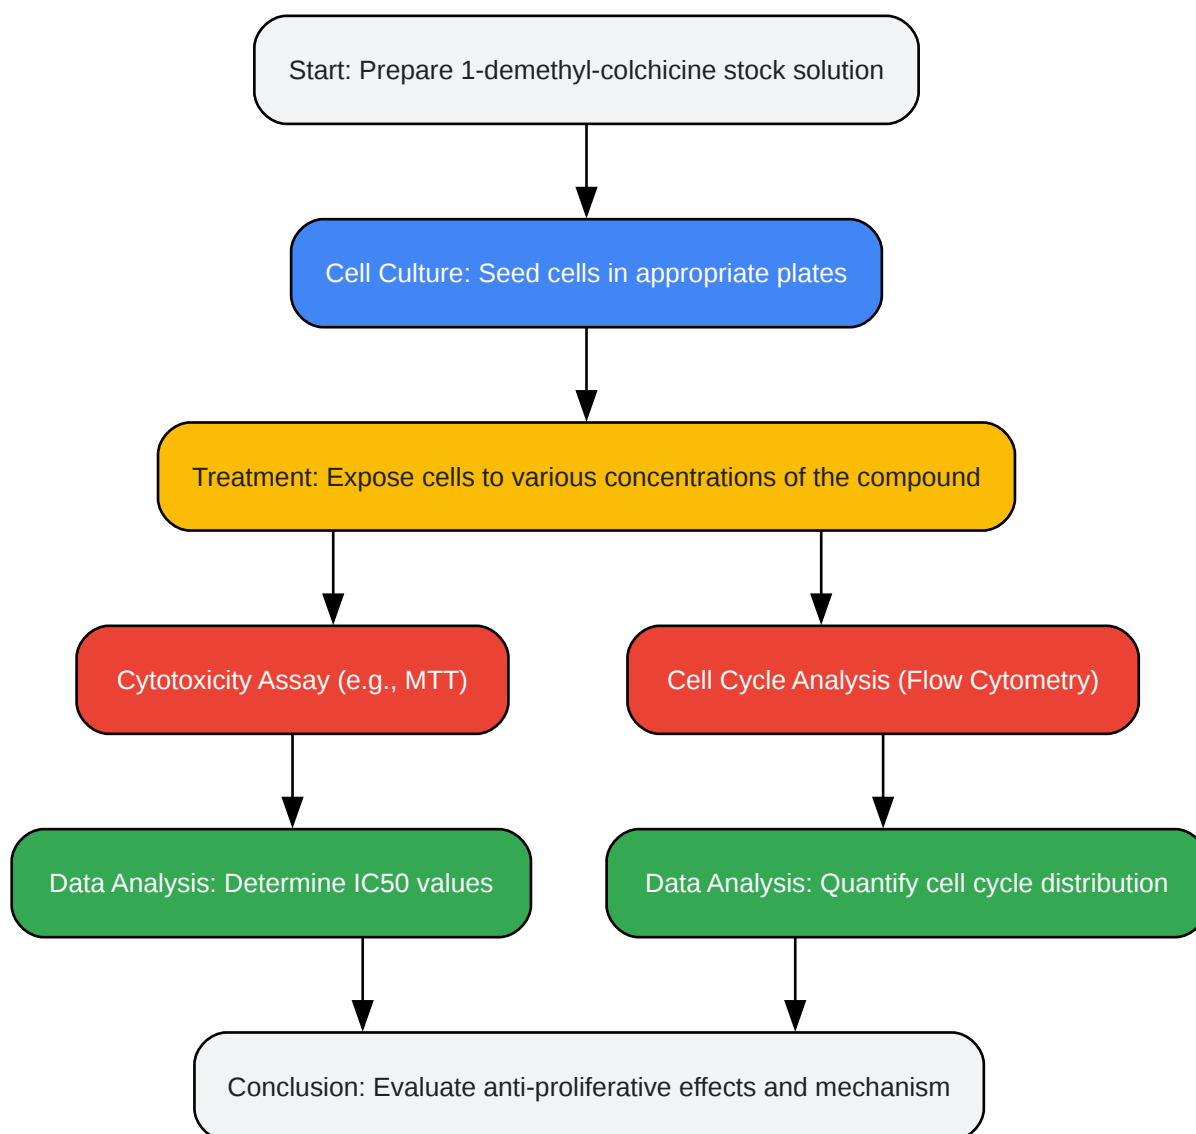 Start: Prepare 1-demethyl-colchicine stock solution
Cell Culture: Seed cells in appropriate plates
Treatment: Expose cells to various concentrations of the compound
Cytotoxicity Assay (e.g., MTT)
Cell Cycle Analysis (Flow Cytometry)
Data Analysis: Determine IC50 values
Data Analysis: Quantify cell cycle distribution
Conclusion: Evaluate anti-proliferative effects and mechanism